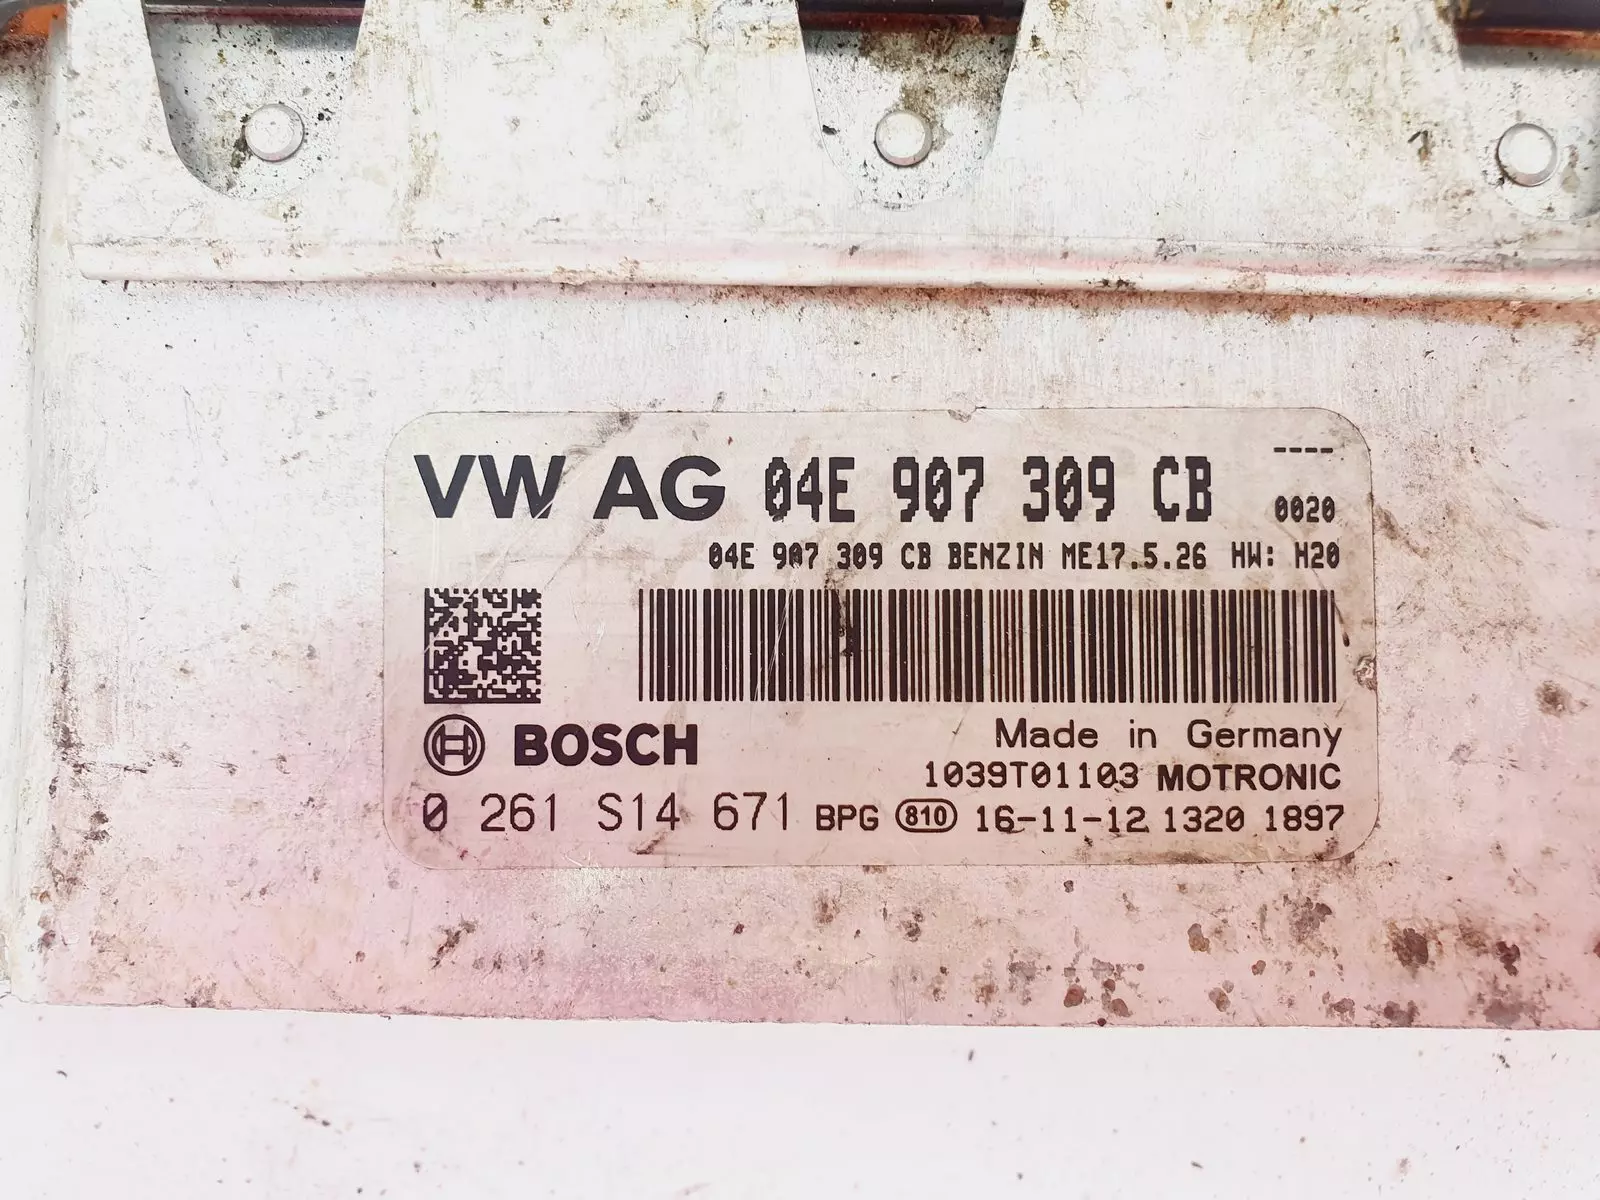 VW AG 04E 907 309 CB ----
0020
04E 907 309 CB BENZIN ME17.5.26 HW: H20
BOSCH Made in Germany
1039T01103 MOTRONIC
0 261 S14 671 BPG 810 16-11-12 1320 1897